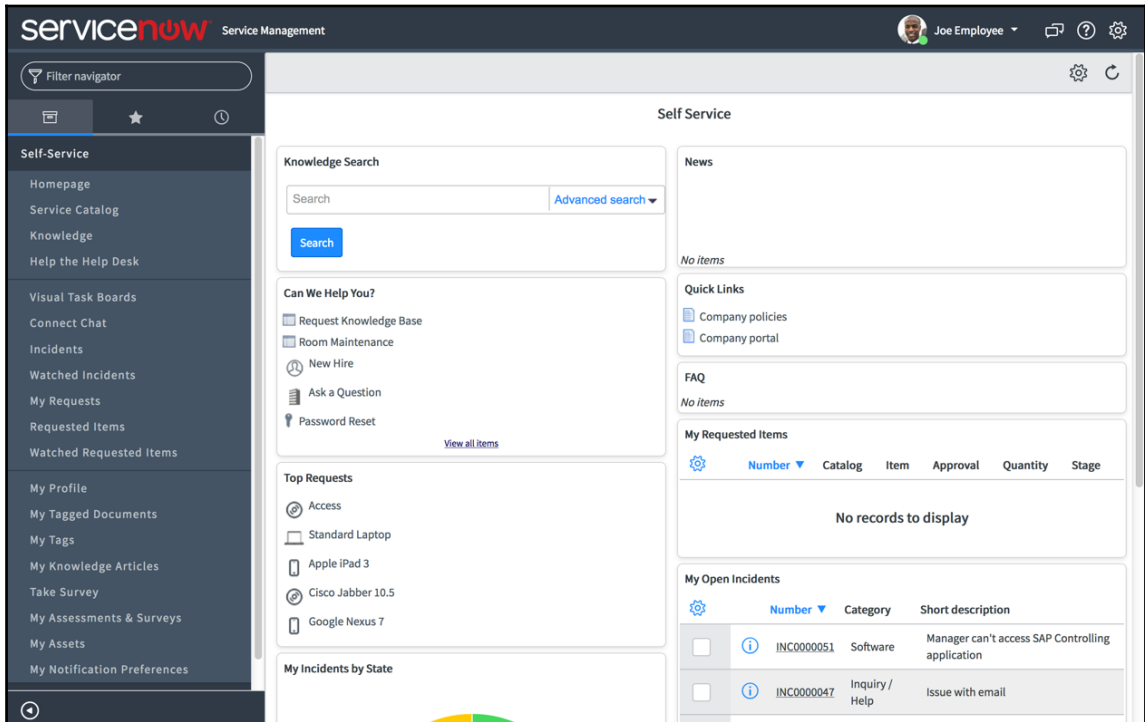 servicenow Service Management
Joe Employee
Filter navigator
Self-Service
Homepage
Service Catalog
Knowledge
Help the Help Desk
Visual Task Boards
Connect Chat
Incidents
Watched Incidents
My Requests
Requested Items
Watched Requested Items
My Profile
My Tagged Documents
My Tags
My Knowledge Articles
Take Survey
My Assessments & Surveys
My Assets
My Notification Preferences
Self Service
Knowledge Search
Search Advanced search
Search
Can We Help You?
Request Knowledge Base
Room Maintenance
New Hire
Ask a Question
Password Reset
View all items
Top Requests
Access
Standard Laptop
Apple iPad 3
Cisco Jabber 10.5
Google Nexus 7
My Incidents by State
News
No items
Quick Links
Company policies
Company portal
FAQ
No items
My Requested Items
Number ▼ Catalog Item Approval Quantity Stage
No records to display
My Open Incidents
Number ▼ Category Short description
INC0000051 Software Manager can't access SAP Controlling
application
INC0000047 Inquiry / Issue with email
Help